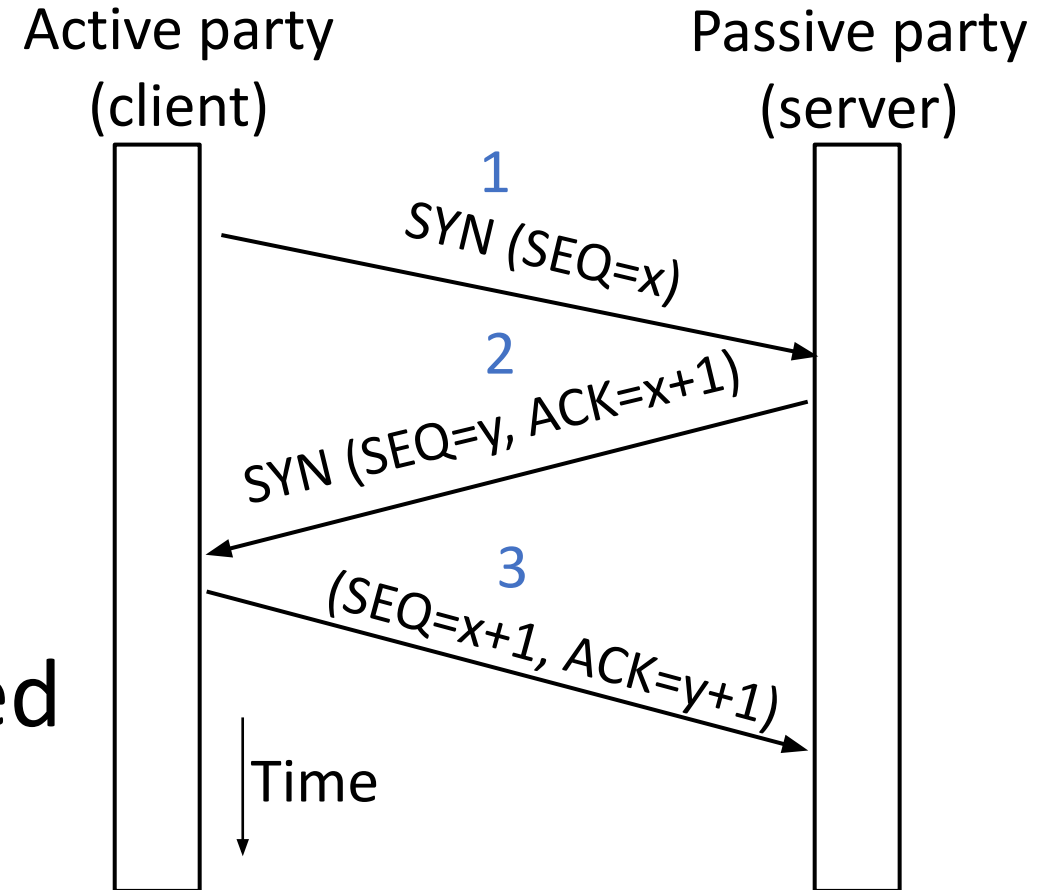 Active party
(client)
Passive party
(server)
1
SYN (SEQ=x)
2
SYN (SEQ=y, ACK=x+1)
3
(SEQ=x+1, ACK=y+1)
ed
Time